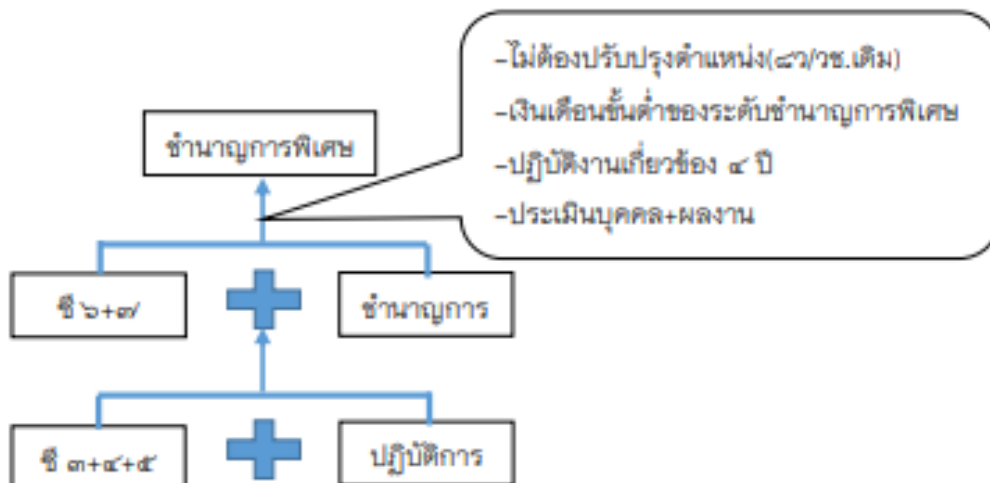 -ไม่ต้องปรับปรุงตำแหน่ง(๘ว/วช.เดิม)
-เงินเดือนขั้นต่ำของระดับชำนาญการพิเศษ
-ปฏิบัติงานเกี่ยวข้อง ๔ ปี
-ประเมินบุคคล+ผลงาน
ชำนาญการพิเศษ
ซี ๖+๗
ชำนาญการ
ซี ๓+๔+๕
ปฏิบัติการ